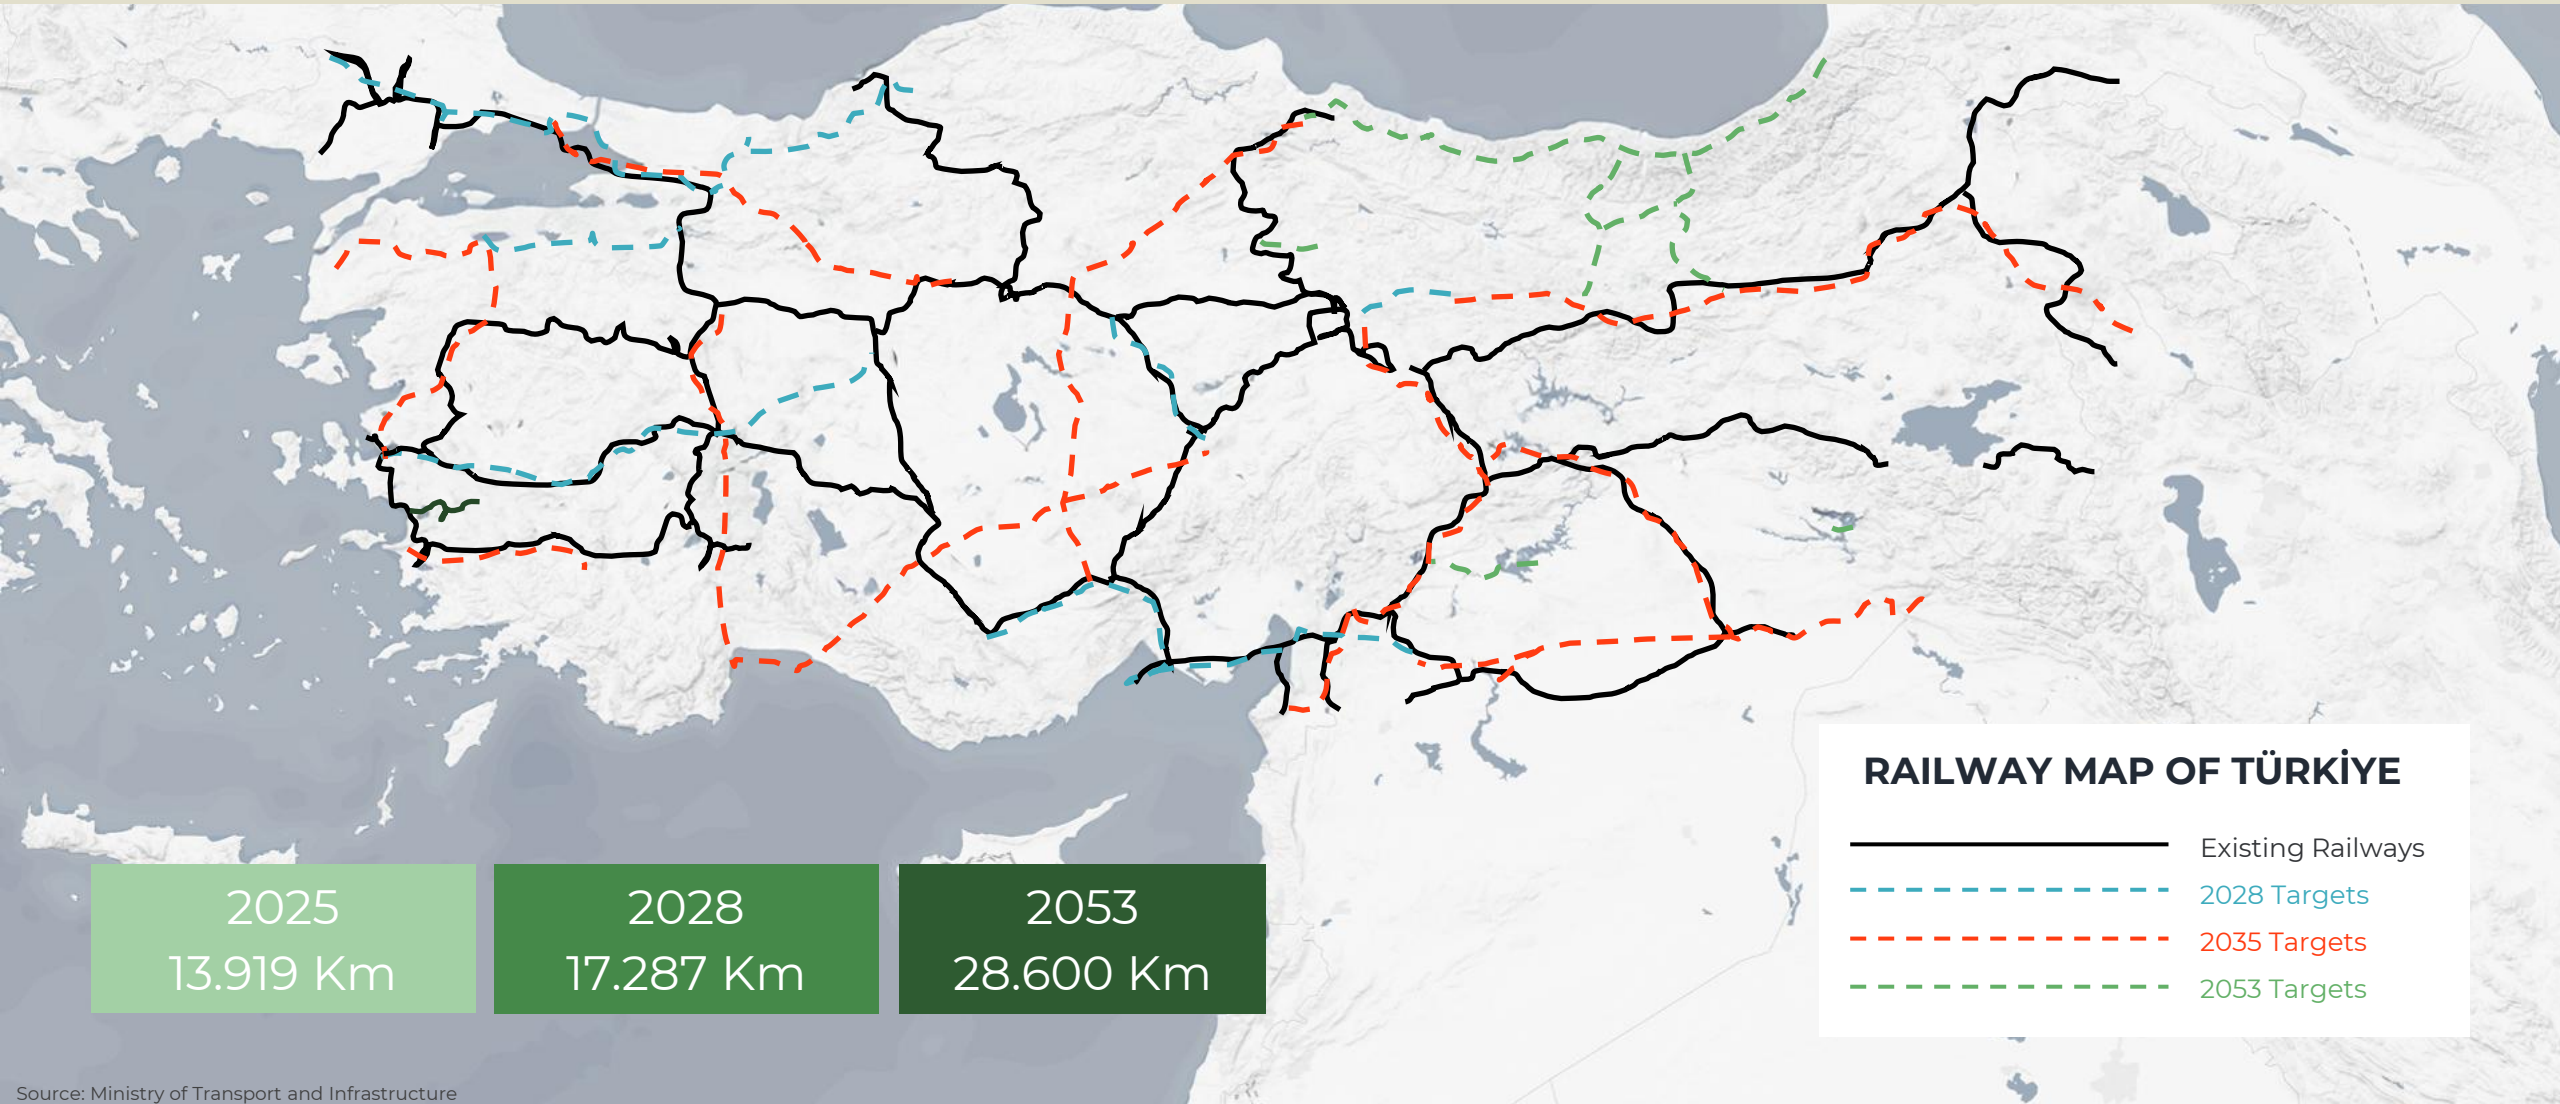 RAILWAY MAP OF TÜRKİYE
Existing Railways
2028 Targets
2035 Targets
2053 Targets
2025
13.919 Km
2028
17.287 Km
2053
28.600 Km
Source: Ministry of Transport and Infrastructure